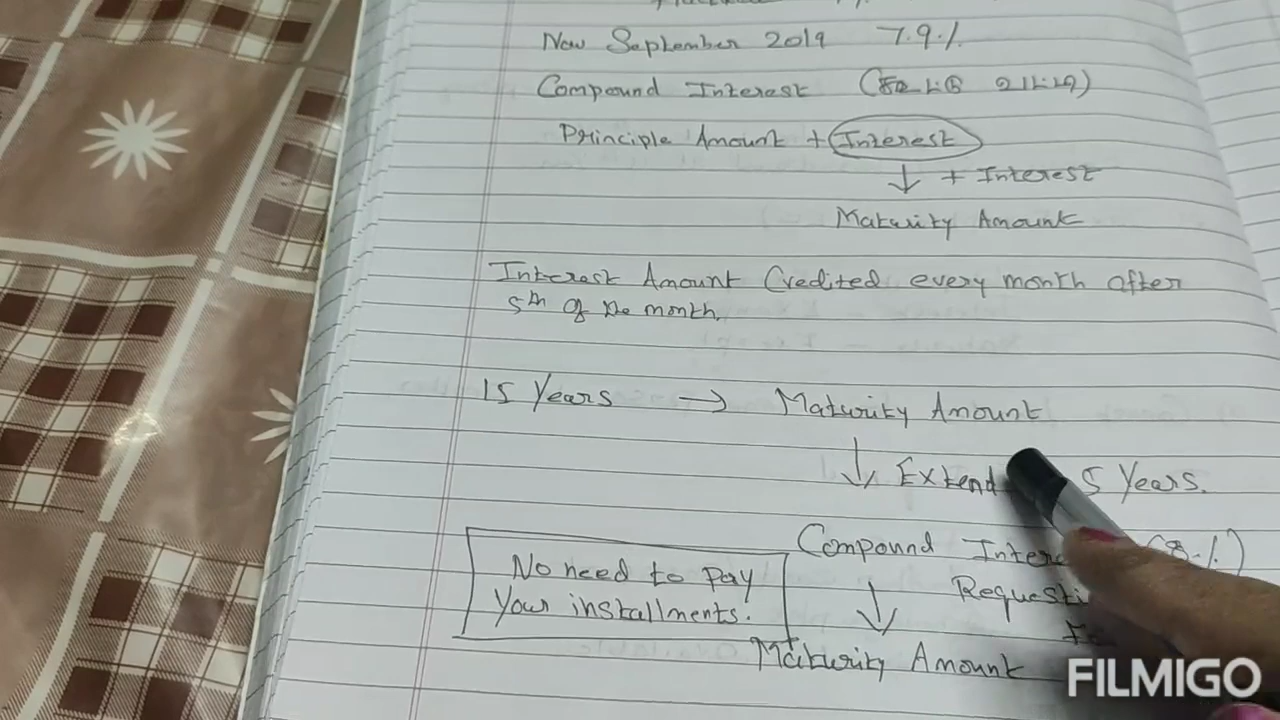 Now September 2019 7.9.%
Compound Interest
Principle Amount + Interest
↓ + Interest
Maturity Amount
Interest Amount Credited every month after
5th of the month.
15 Years → Maturity Amount
↓ Extend 5 Years.
Compound (8.%)
No need to pay
your installments.
↓
Maturity Amount
FILMIGO